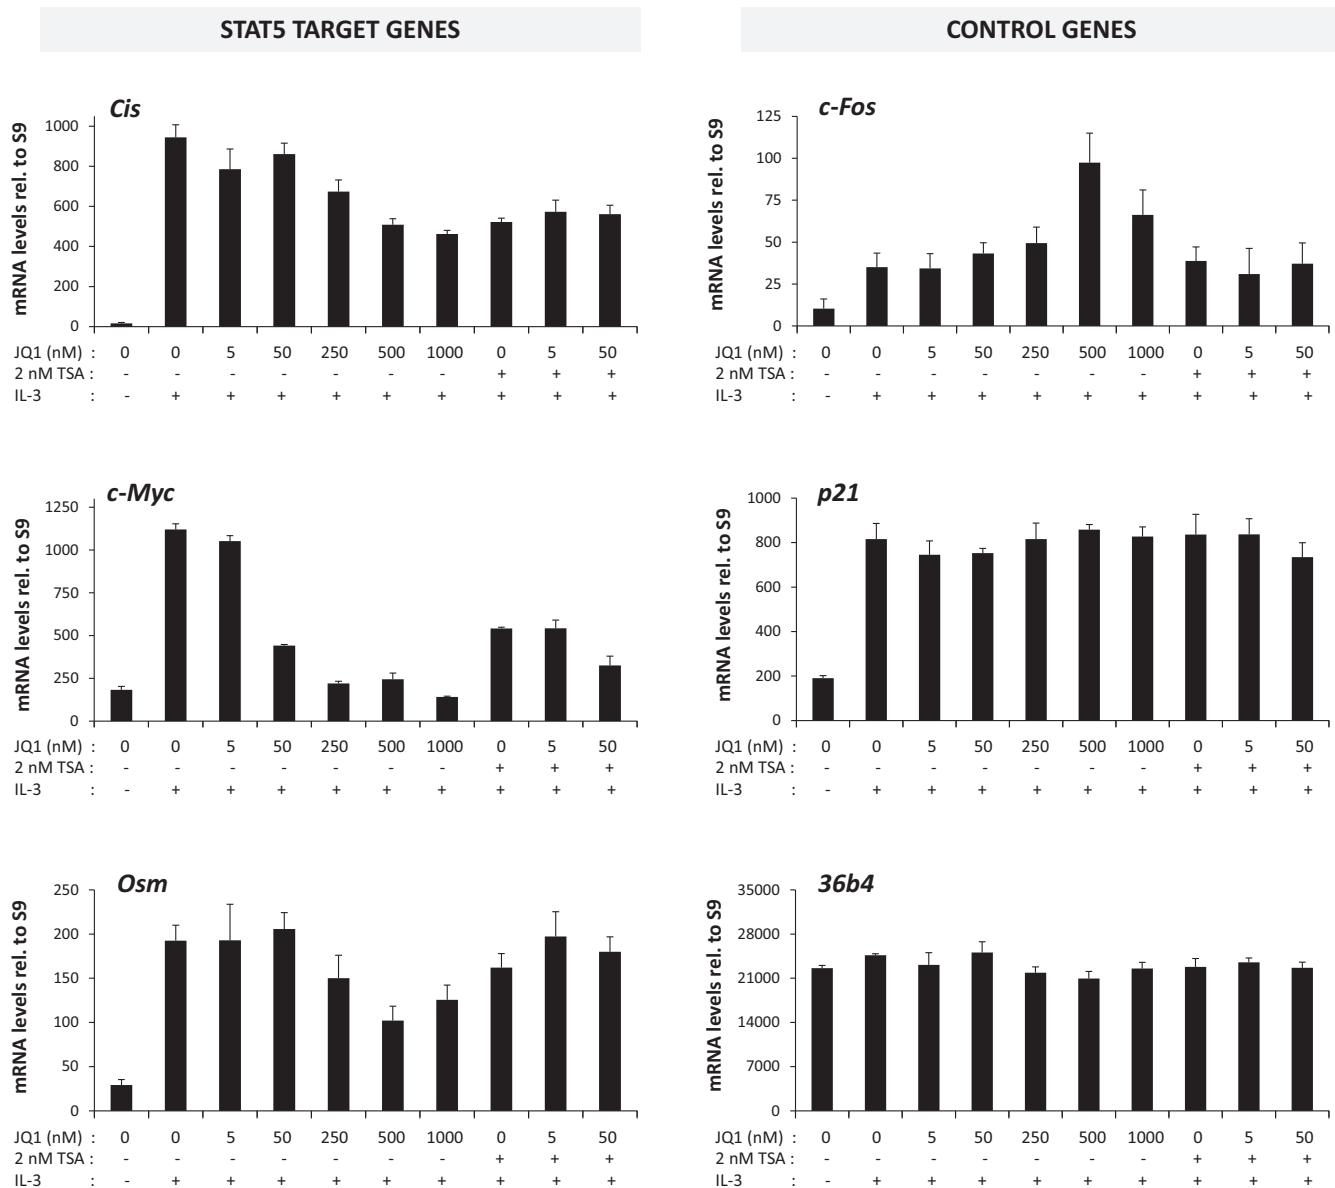 STAT5 TARGET GENES
CONTROL GENES
Cis
mRNA levels rel. to S9
1000
800
600
400
200
0
JQ1 (nM) : 0 0 5 50 250 500 1000 0 5 50
2 nM TSA : - - - - - - - + + +
IL-3 : - + + + + + + + + +
c-Fos
mRNA levels rel. to S9
125
100
75
50
25
0
JQ1 (nM) : 0 0 5 50 250 500 1000 0 5 50
2 nM TSA : - - - - - - - + + +
IL-3 : - + + + + + + + + +
c-Myc
mRNA levels rel. to S9
1250
1000
750
500
250
0
JQ1 (nM) : 0 0 5 50 250 500 1000 0 5 50
2 nM TSA : - - - - - - - + + +
IL-3 : - + + + + + + + + +
p21
mRNA levels rel. to S9
1000
800
600
400
200
0
JQ1 (nM) : 0 0 5 50 250 500 1000 0 5 50
2 nM TSA : - - - - - - - + + +
IL-3 : - + + + + + + + + +
Osm
mRNA levels rel. to S9
250
200
150
100
50
0
JQ1 (nM) : 0 0 5 50 250 500 1000 0 5 50
2 nM TSA : - - - - - - - + + +
IL-3 : - + + + + + + + + +
36b4
mRNA levels rel. to S9
35000
28000
21000
14000
7000
0
JQ1 (nM) : 0 0 5 50 250 500 1000 0 5 50
2 nM TSA : - - - - - - - + + +
IL-3 : - + + + + + + + + +